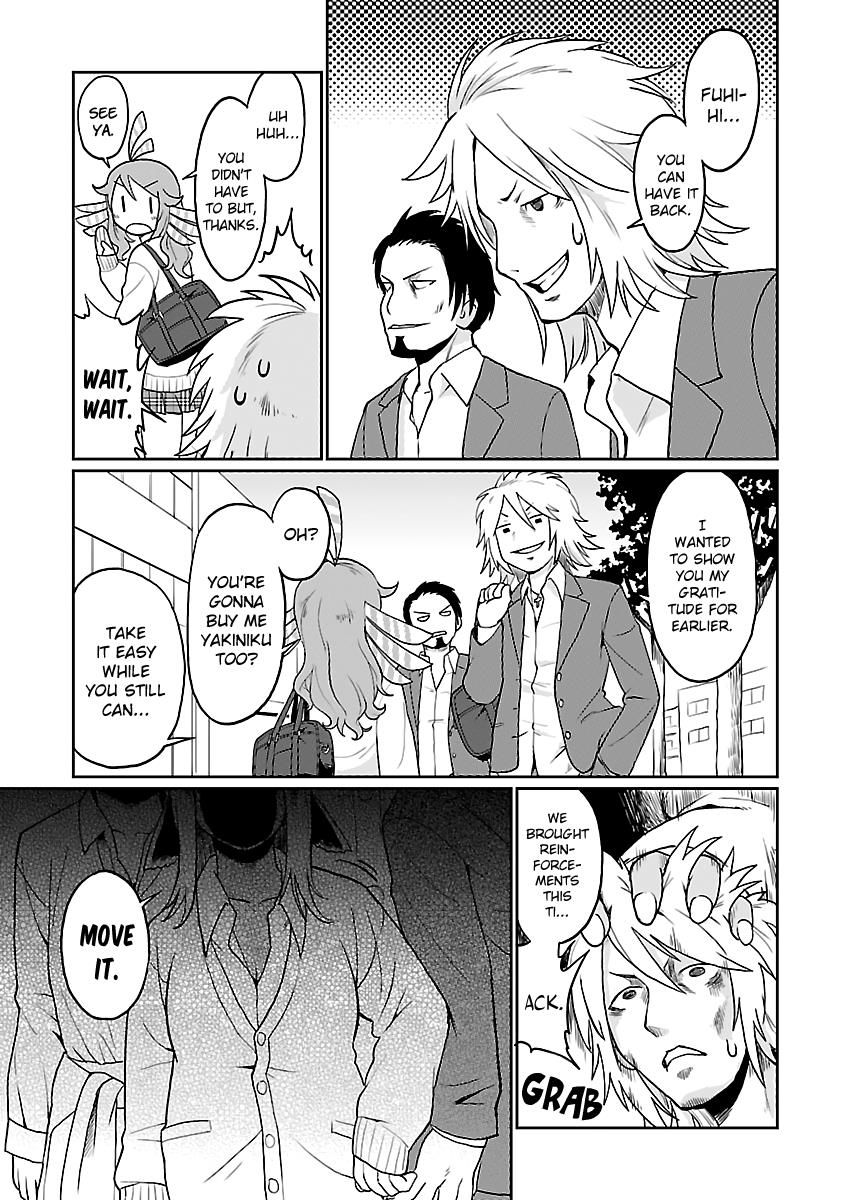 FUHI-
HI...
YOU
CAN
HAVE IT
BACK.
UH
HUH...
YOU
DIDN'T
HAVE
TO BUT,
THANKS.
SEE
YA.
WAIT,
WAIT.
I
WANTED
TO SHOW
YOU MY
GRATI-
TUDE FOR
EARLIER.
OH?
YOU'RE
GONNA
BUY ME
YAKINIKU
TOO?
TAKE
IT EASY
WHILE
YOU STILL
CAN...
WE
BROUGHT
REIN-
FORCE-
MENTS
THIS
TI...
ACK.
GRAB
MOVE
IT.